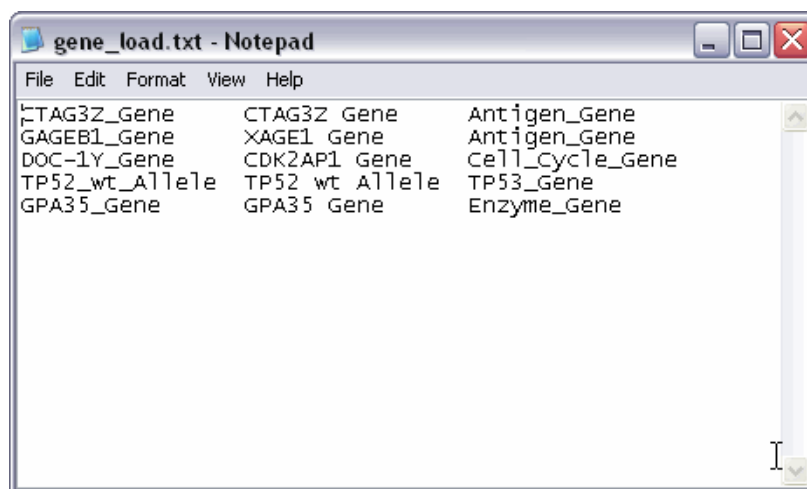 gene_load.txt - Notepad
File Edit Format View Help
CTAG3Z_Gene CTAG3Z Gene Antigen_Gene
GAGEB1_Gene XAGE1 Gene Antigen_Gene
DOC-1Y_Gene CDK2AP1 Gene Cell_Cycle_Gene
TP52_wt_Allele TP52 wt Allele TP53_Gene
GPA35_Gene GPA35 Gene Enzyme_Gene